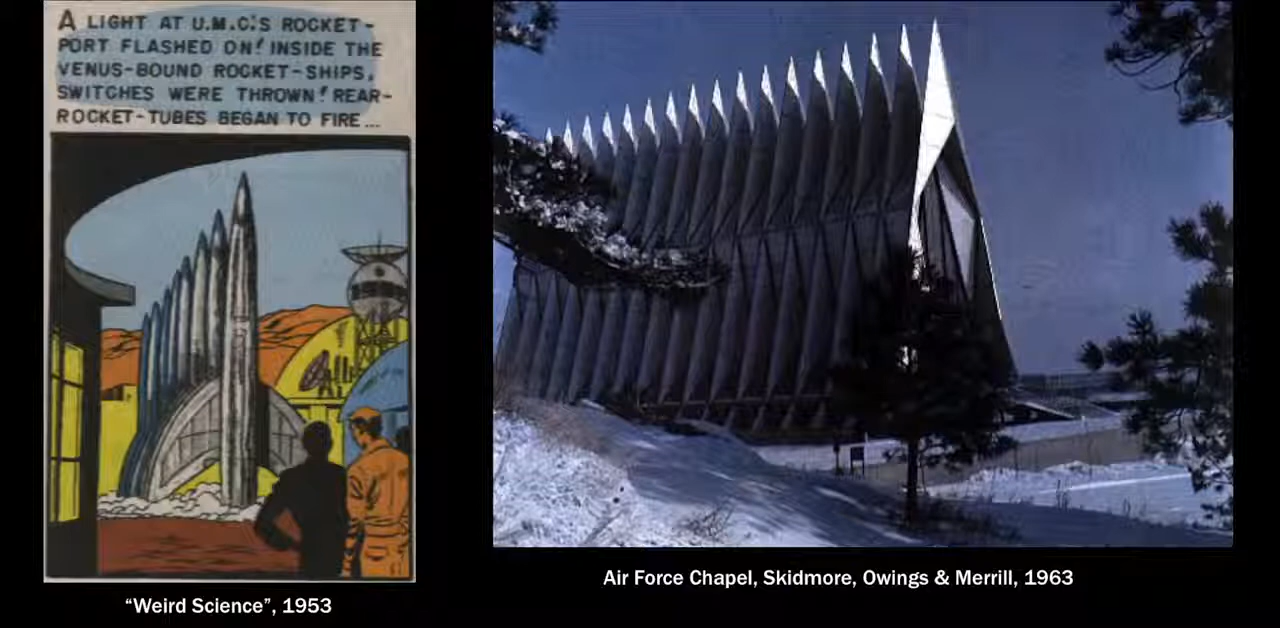 A LIGHT AT U.M.C.'S ROCKET-
PORT FLASHED ON! INSIDE THE
VENUS-BOUND ROCKET-SHIPS,
SWITCHES WERE THROWN! REAR-
ROCKET-TUBES BEGAN TO FIRE...
"Weird Science", 1953
Air Force Chapel, Skidmore, Owings & Merrill, 1963